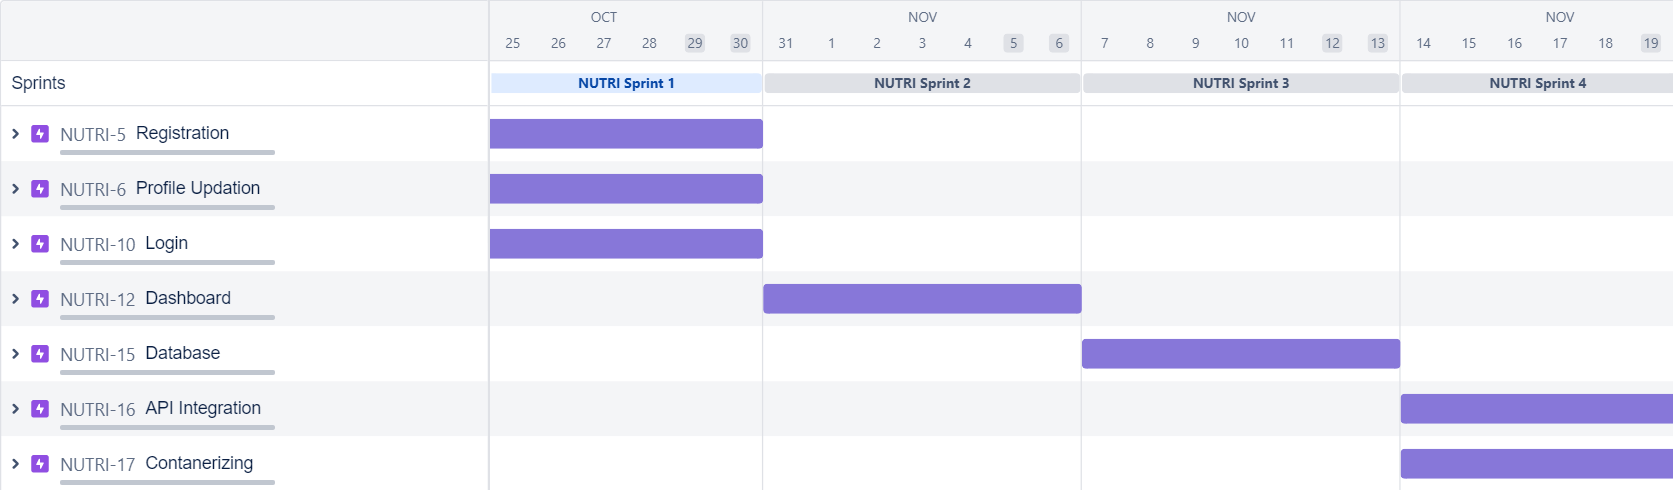 OCT NOV NOV NOV
25 26 27 28 29 30 31 1 2 3 4 5 6 7 8 9 10 11 12 13 14 15 16 17 18 19
Sprints NUTRI Sprint 1 NUTRI Sprint 2 NUTRI Sprint 3 NUTRI Sprint 4
NUTRI-5 Registration
NUTRI-6 Profile Updation
NUTRI-10 Login
NUTRI-12 Dashboard
NUTRI-15 Database
NUTRI-16 API Integration
NUTRI-17 Contanerizing